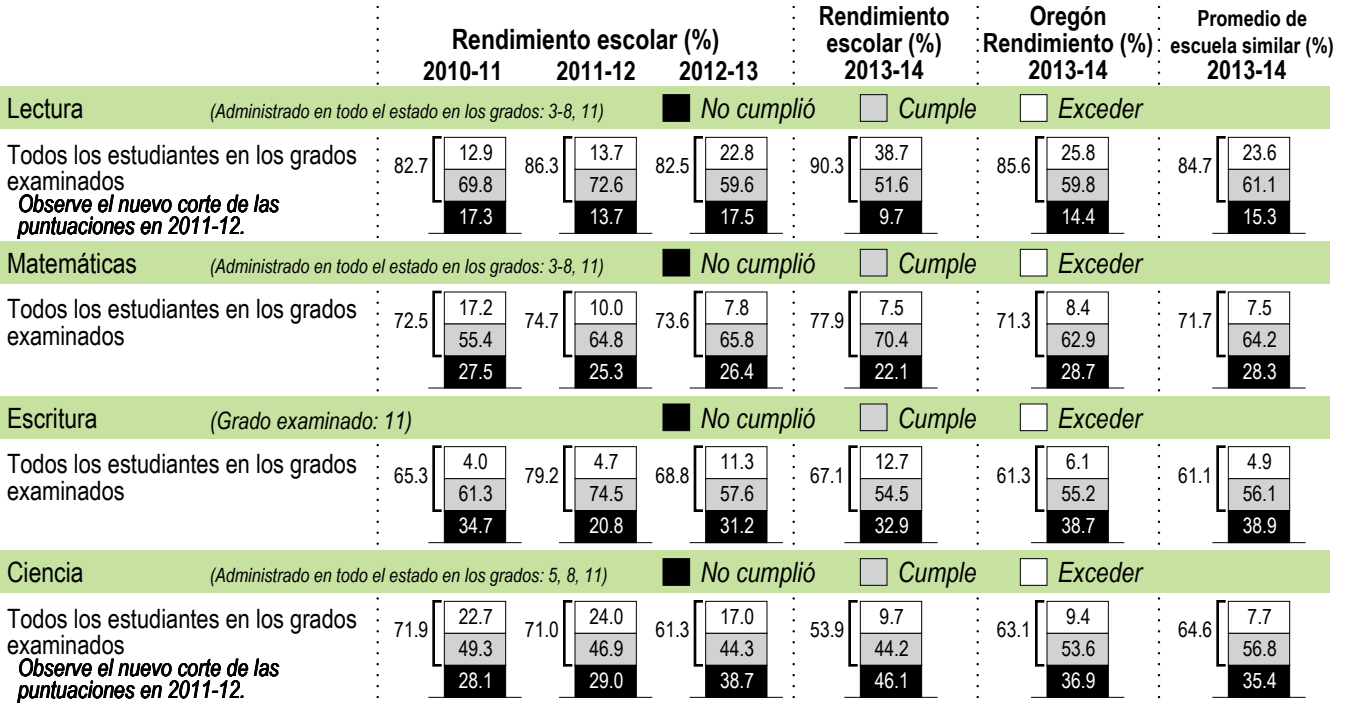 Rendimiento escolar (%)
2010-11 2011-12 2012-13
Rendimiento
escolar (%)
2013-14
Oregón
Rendimiento (%)
2013-14
Promedio de
escuela similar (%)
2013-14
Lectura (Administrado en todo el estado en los grados: 3-8, 11) No cumplió Cumple Exceder
Todos los estudiantes en los grados
examinados
Observe el nuevo corte de las
puntuaciones en 2011-12.
82.7 12.9 69.8 17.3
86.3 13.7 72.6 13.7
82.5 22.8 59.6 17.5
90.3 38.7 51.6 9.7
85.6 25.8 59.8 14.4
84.7 23.6 61.1 15.3
Matemáticas (Administrado en todo el estado en los grados: 3-8, 11) No cumplió Cumple Exceder
Todos los estudiantes en los grados
examinados
72.5 17.2 55.4 27.5
74.7 10.0 64.8 25.3
73.6 7.8 65.8 26.4
77.9 7.5 70.4 22.1
71.3 8.4 62.9 28.7
71.7 7.5 64.2 28.3
Escritura (Grado examinado: 11) No cumplió Cumple Exceder
Todos los estudiantes en los grados
examinados
65.3 4.0 61.3 34.7
79.2 4.7 74.5 20.8
68.8 11.3 57.6 31.2
67.1 12.7 54.5 32.9
61.3 6.1 55.2 38.7
61.1 4.9 56.1 38.9
Ciencia (Administrado en todo el estado en los grados: 5, 8, 11) No cumplió Cumple Exceder
Todos los estudiantes en los grados
examinados
Observe el nuevo corte de las
puntuaciones en 2011-12.
71.9 22.7 49.3 28.1
71.0 24.0 46.9 29.0
61.3 17.0 44.3 38.7
53.9 9.7 44.2 46.1
63.1 9.4 53.6 36.9
64.6 7.7 56.8 35.4